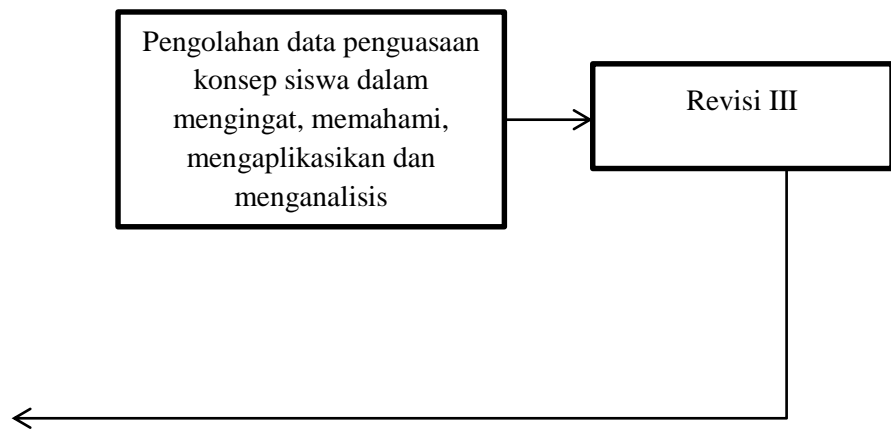 Pengolahan data penguasaan
konsep siswa dalam
mengingat, memahami,
mengaplikasikan dan
menganalisis
Revisi III